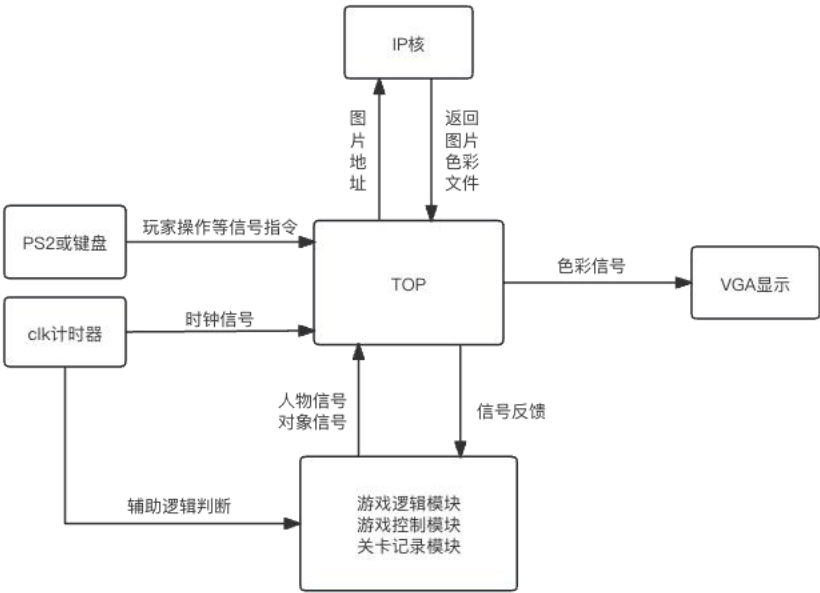 IP核
图
片
地
址
返回
图片
色彩
文件
PS2或键盘
玩家操作等信号指令
TOP
色彩信号
VGA显示
clk计时器
时钟信号
人物信号
对象信号
信号反馈
辅助逻辑判断
游戏逻辑模块
游戏控制模块
关卡记录模块